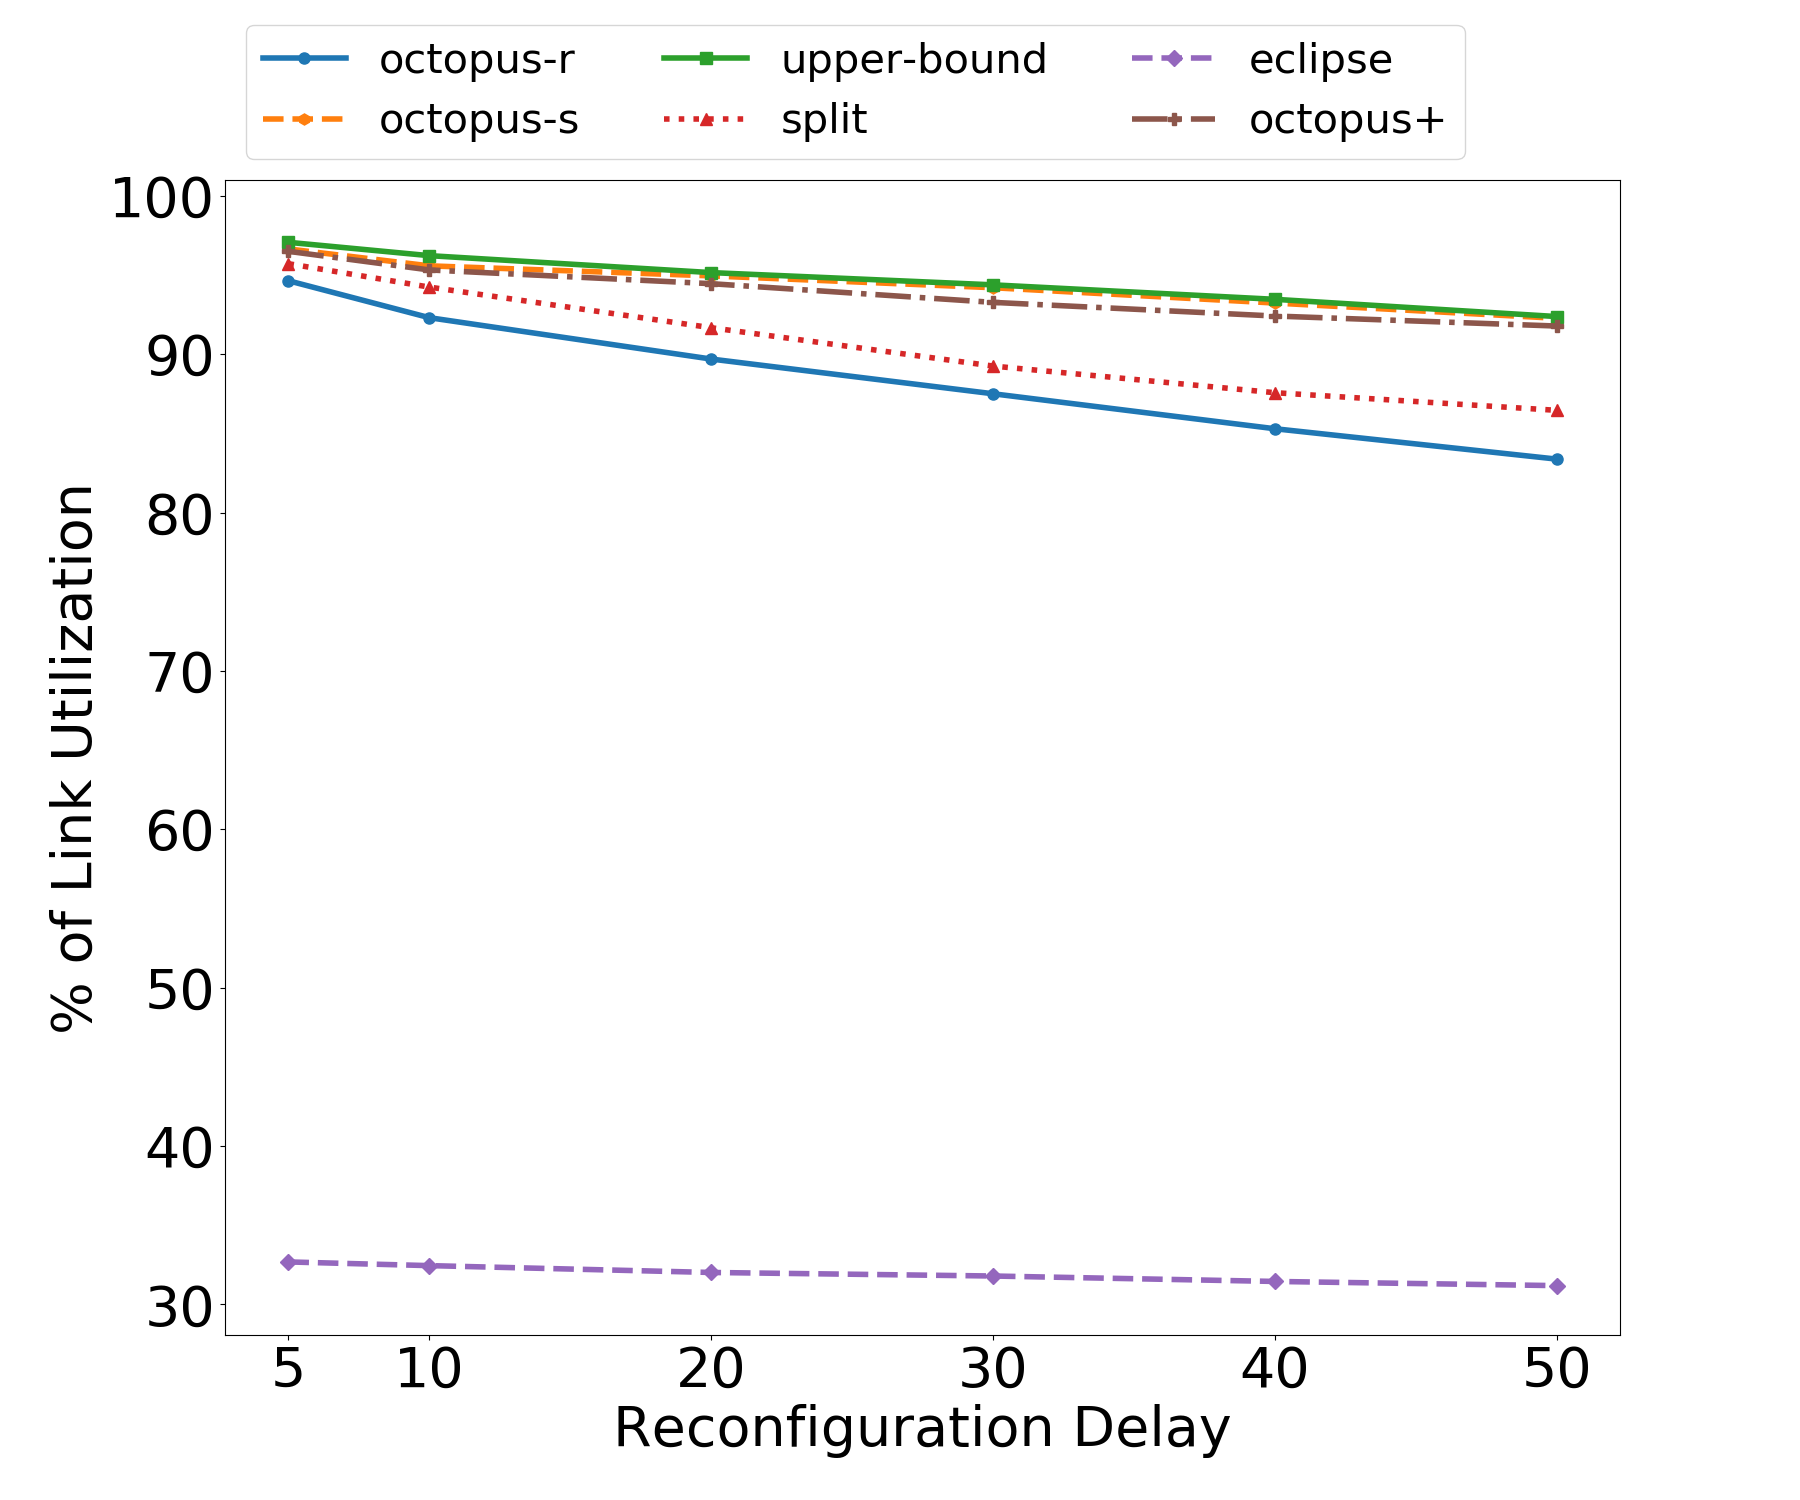 octopus-r upper-bound eclipse
octopus-s split octopus+
100
90
80
70
60
50
40
30
% of Link Utilization
5 10 20 30 40 50
Reconfiguration Delay